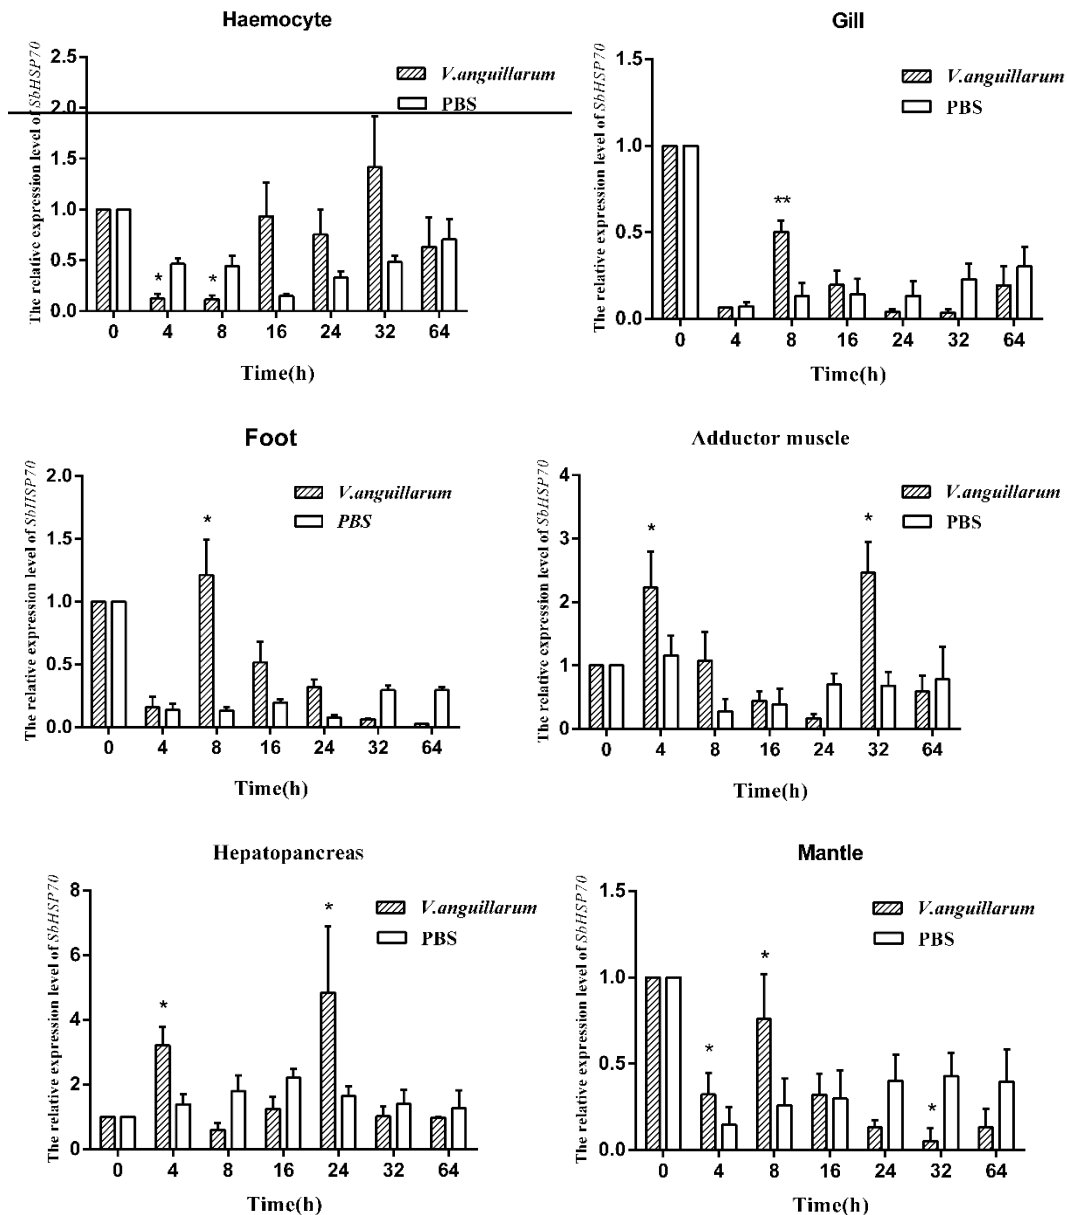 Haemocyte
The relative expression level of SbHSP70
2.5
2.0
1.5
1.0
0.5
0.0
V.anguillarum
PBS
*
*
0 4 8 16 24 32 64
Time(h)
Gill
The relative expression level of SbHSP70
1.5
1.0
0.5
0.0
V.anguillarum
PBS
**
0 4 8 16 24 32 64
Time(h)
Foot
The relative expression level of SbHSP70
2.0
1.5
1.0
0.5
0.0
V.anguillarum
PBS
*
0 4 8 16 24 32 64
Time(h)
Adductor muscle
The relative expression level of SbHSP70
4
3
2
1
0
V.anguillarum
PBS
*
*
0 4 8 16 24 32 64
Time(h)
Hepatopancreas
The relative expression level of SbHSP70
8
6
4
2
0
V.anguillarum
PBS
*
*
0 4 8 16 24 32 64
Time(h)
Mantle
The relative expression level of SbHSP70
1.5
1.0
0.5
0.0
V.anguillarum
PBS
*
*
*
0 4 8 16 24 32 64
Time(h)